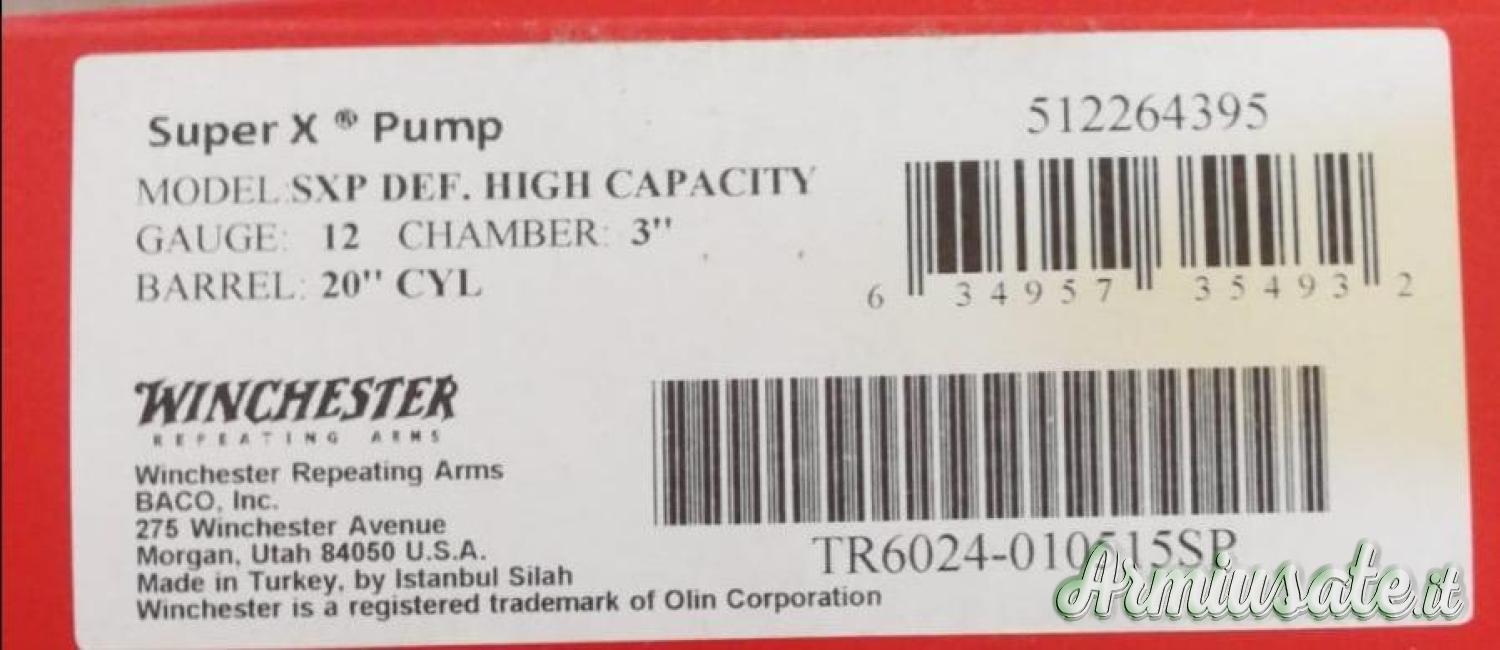 Super X ® Pump
MODEL: SXP DEF. HIGH CAPACITY
GAUGE: 12 CHAMBER: 3"
BARREL: 20" CYL
512264395
6 34957 35493 2
WINCHESTER
REPEATING ARMS
Winchester Repeating Arms
BACO, Inc.
275 Winchester Avenue
Morgan, Utah 84050 U.S.A.
Made in Turkey, by Istanbul Silah
Winchester is a registered trademark of Olin Corporation
TR6024-010515SP
Armiusate.it